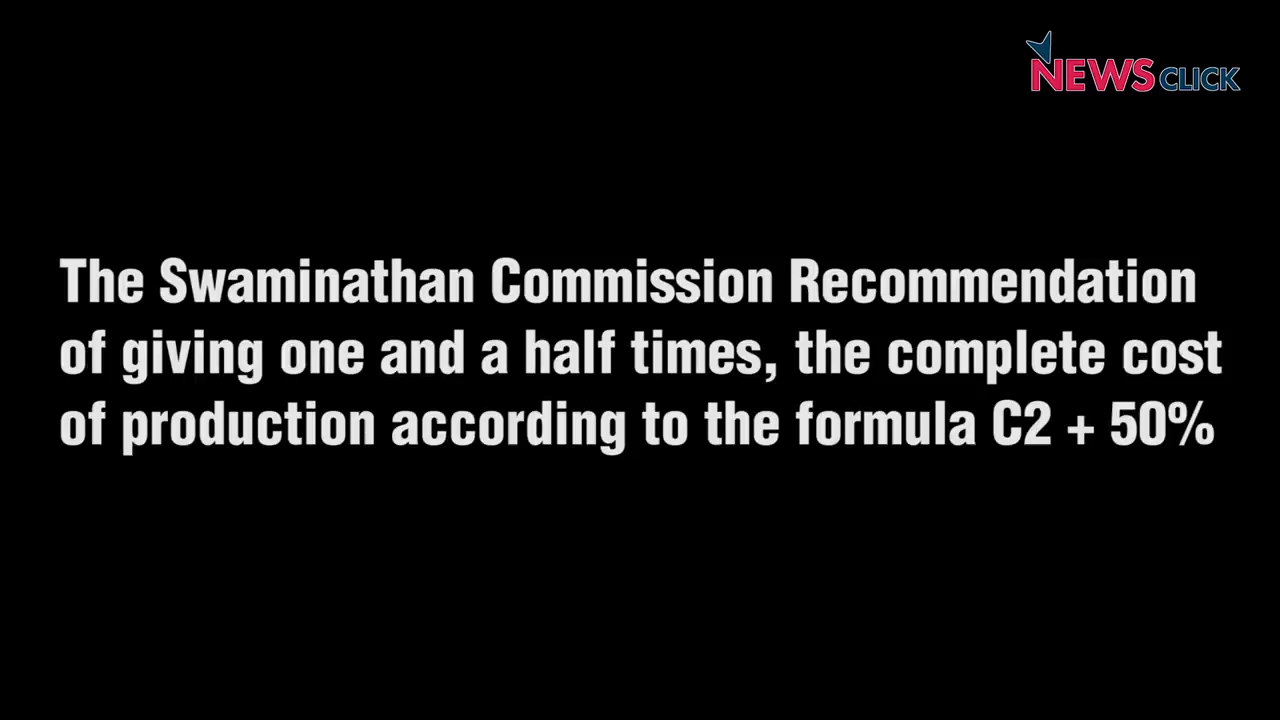 NEWSCLICK
The Swaminathan Commission Recommendation
of giving one and a half times, the complete cost
of production according to the formula C2 + 50%